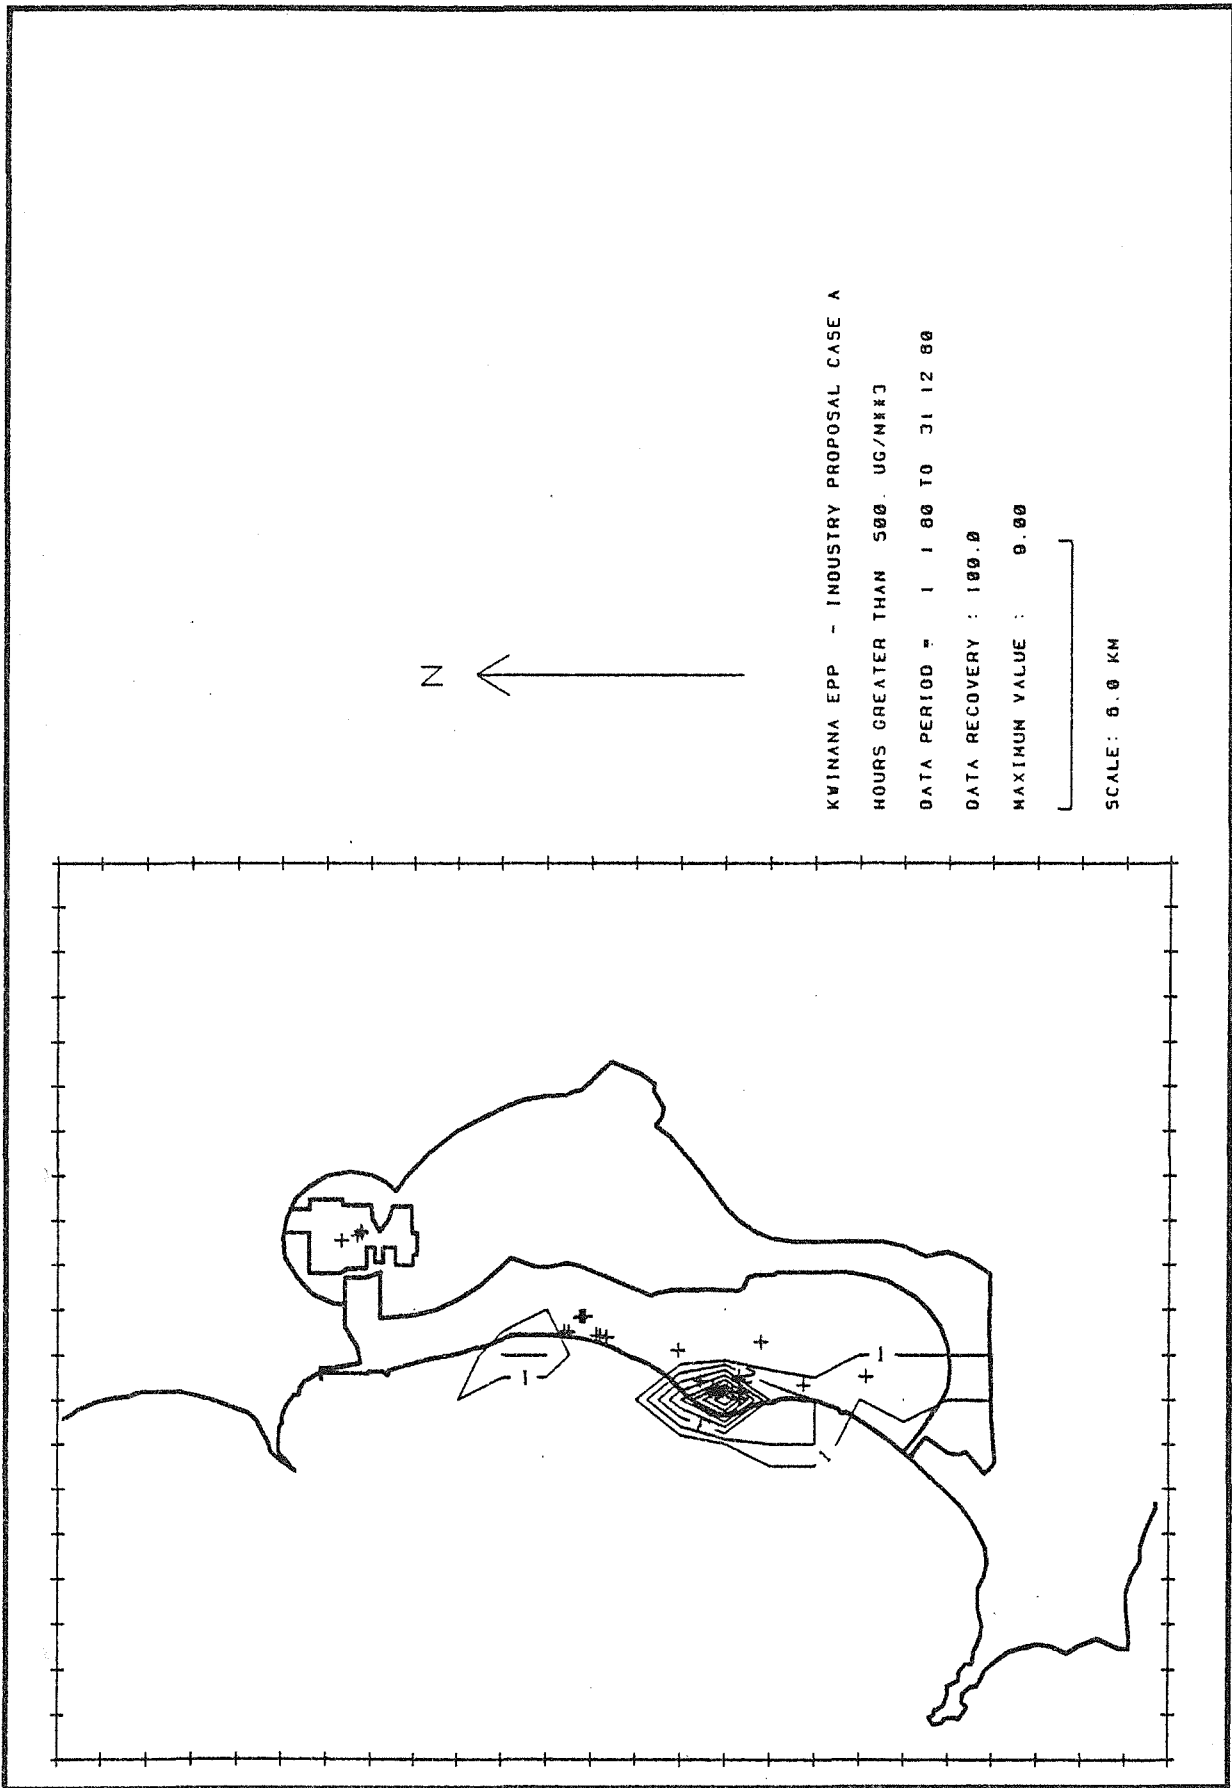 N
KWINANA EPP - INDUSTRY PROPOSAL CASE A
HOURS GREATER THAN 500. UG/M**3
DATA PERIOD = 1 1 80 TO 31 12 80
DATA RECOVERY : 100.0
MAXIMUM VALUE : 9.00
SCALE: 6.0 KM
1
1
1